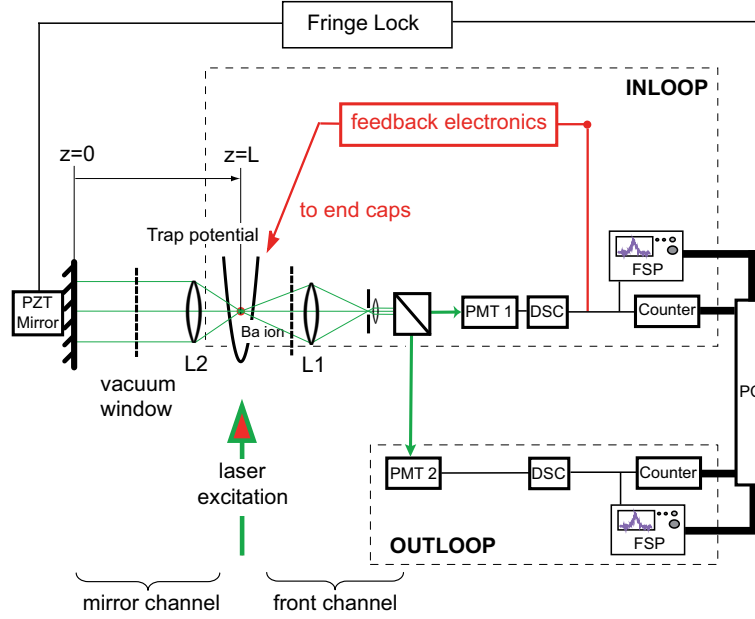 Fringe Lock
INLOOP
feedback electronics
z=0
z=L
to end caps
Trap potential
FSP
PZT
Mirror
PMT 1
DSC
Counter
Ba ion
L2
L1
vacuum
window
PC
laser
excitation
PMT 2
DSC
Counter
FSP
OUTLOOP
mirror channel
front channel